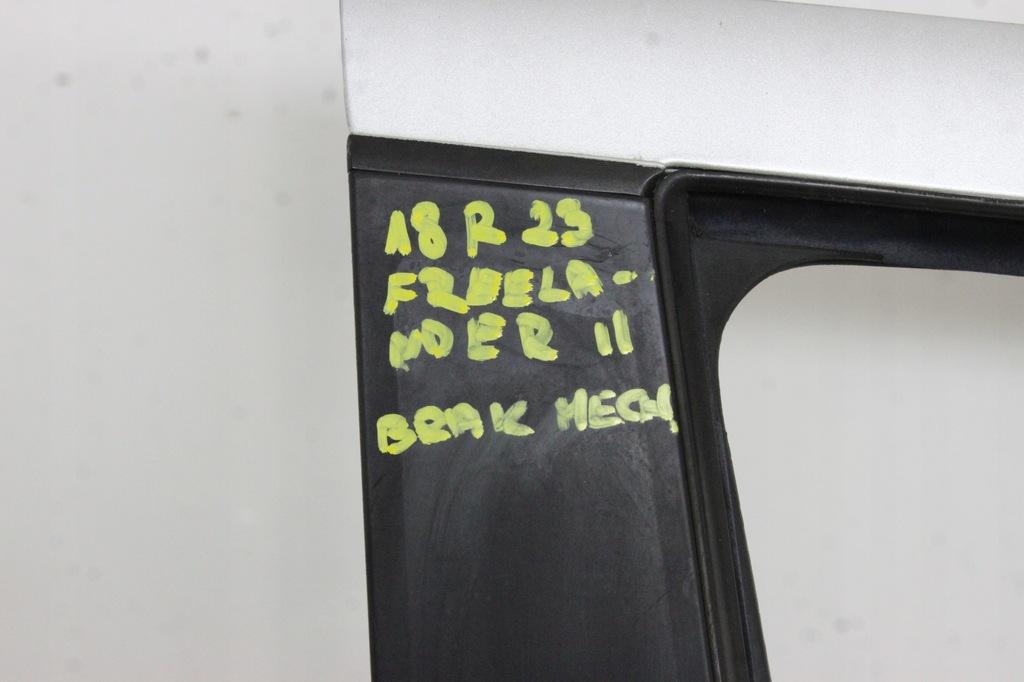 18 R 23
FREELA-
NDER II
BRAK MECH